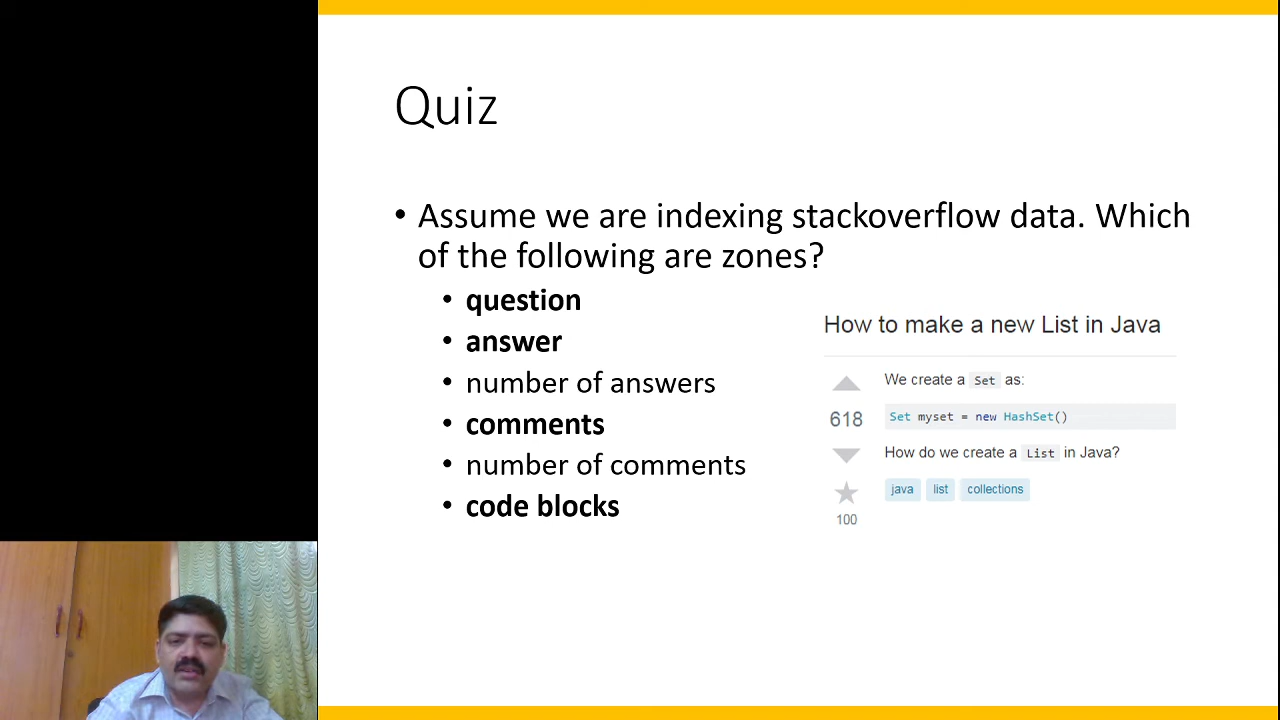 Quiz
• Assume we are indexing stackoverflow data. Which
of the following are zones?
• question
• answer
• number of answers
• comments
• number of comments
• code blocks
How to make a new List in Java
We create a Set as:
618
Set myset = new HashSet()
How do we create a List in Java?
java list collections
100